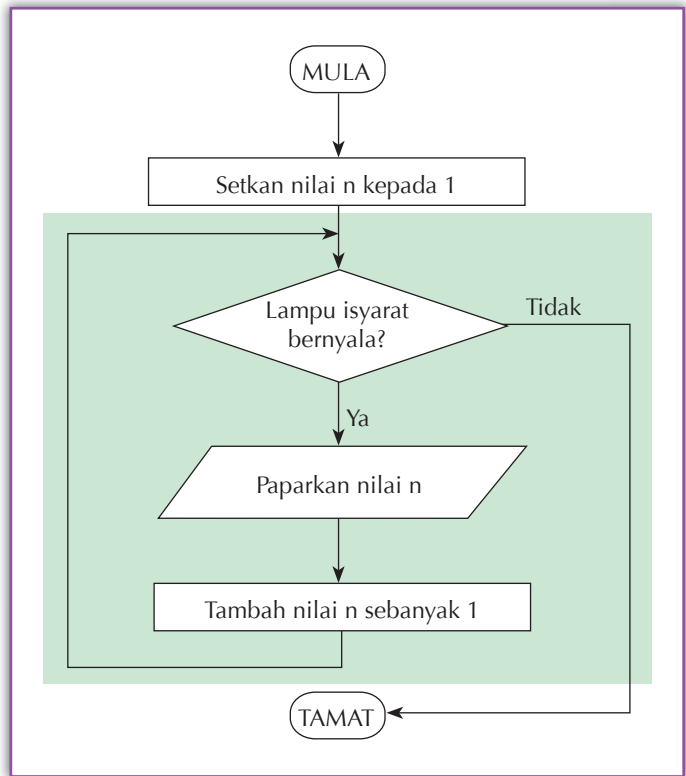 MULA
Setkan nilai n kepada 1
Lampu isyarat
bernyala?
Tidak
Ya
Paparkan nilai n
Tambah nilai n sebanyak 1
TAMAT